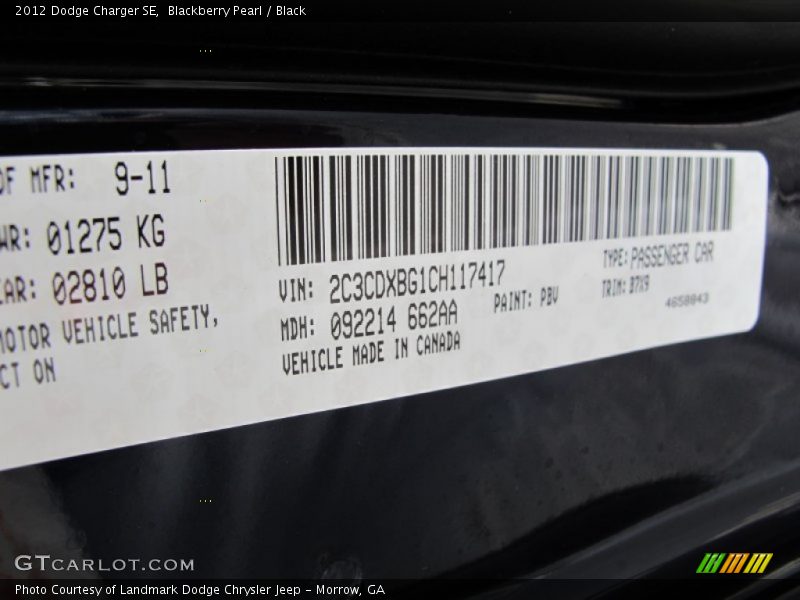 2012 Dodge Charger SE,  Blackberry Pearl / Black
OF MFR: 9-11
WR: 01275 KG
EAR: 02810 LB
MOTOR VEHICLE SAFETY,
CT ON
VIN: 2C3CDXBG1CH117417
MDH: 092214 662AA
VEHICLE MADE IN CANADA
PAINT: PBV
TYPE: PASSENGER CAR
TRIM: B7X9
4658843
GTCARLOT.COM
Photo Courtesy of Landmark Dodge Chrysler Jeep - Morrow, GA